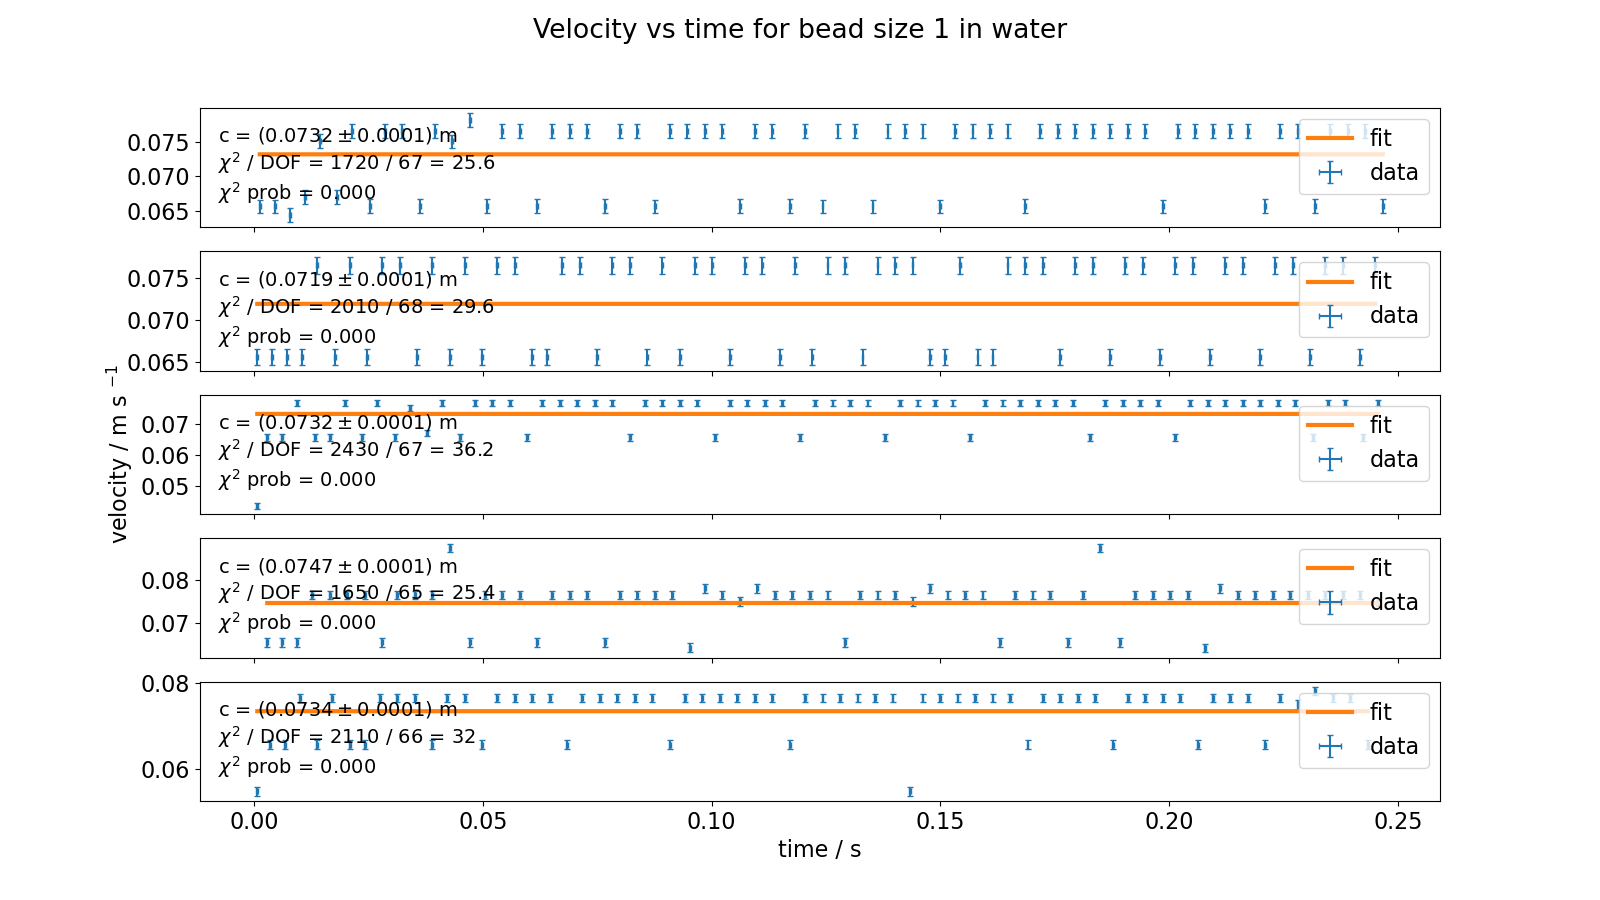 Velocity vs time for bead size 1 in water
velocity / m s⁻¹
0.075
0.070
0.065
c = (0.0732 ± 0.0001) m
χ² / DOF = 1720 / 67 = 25.6
χ² prob = 0.000
fit
data
0.075
0.070
0.065
c = (0.0719 ± 0.0001) m
χ² / DOF = 2010 / 68 = 29.6
χ² prob = 0.000
fit
data
0.07
0.06
0.05
c = (0.0732 ± 0.0001) m
χ² / DOF = 2430 / 67 = 36.2
χ² prob = 0.000
fit
data
0.08
0.07
c = (0.0747 ± 0.0001) m
χ² / DOF = 1650 / 65 = 25.4
χ² prob = 0.000
fit
data
0.08
0.06
c = (0.0734 ± 0.0001) m
χ² / DOF = 2110 / 66 = 32
χ² prob = 0.000
fit
data
0.00 0.05 0.10 0.15 0.20 0.25
time / s